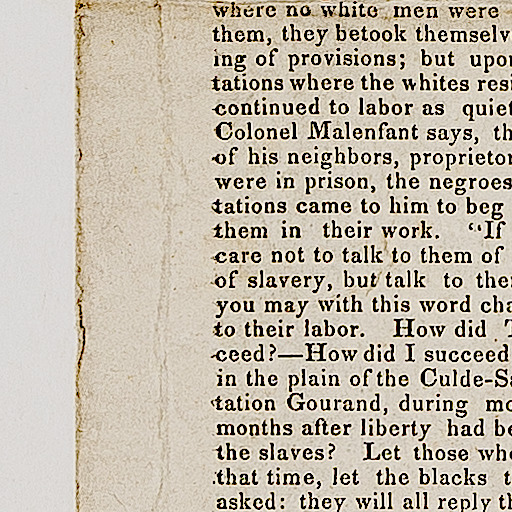 where no white men were
them, they betook themselv
ing of provisions; but upon
tations where the whites resi
continued to labor as quiet
Colonel Malenfant says, th
of his neighbors, proprietor
were in prison, the negroes
tations came to him to beg
them in their work. "If
care not to talk to them of
of slavery, but talk to the
you may with this word cha
to their labor. How did T
ceed?—How did I succeed
in the plain of the Culde-Sa
tation Gourand, during mo
months after liberty had be
the slaves? Let those who
that time, let the blacks t
asked: they will all reply th